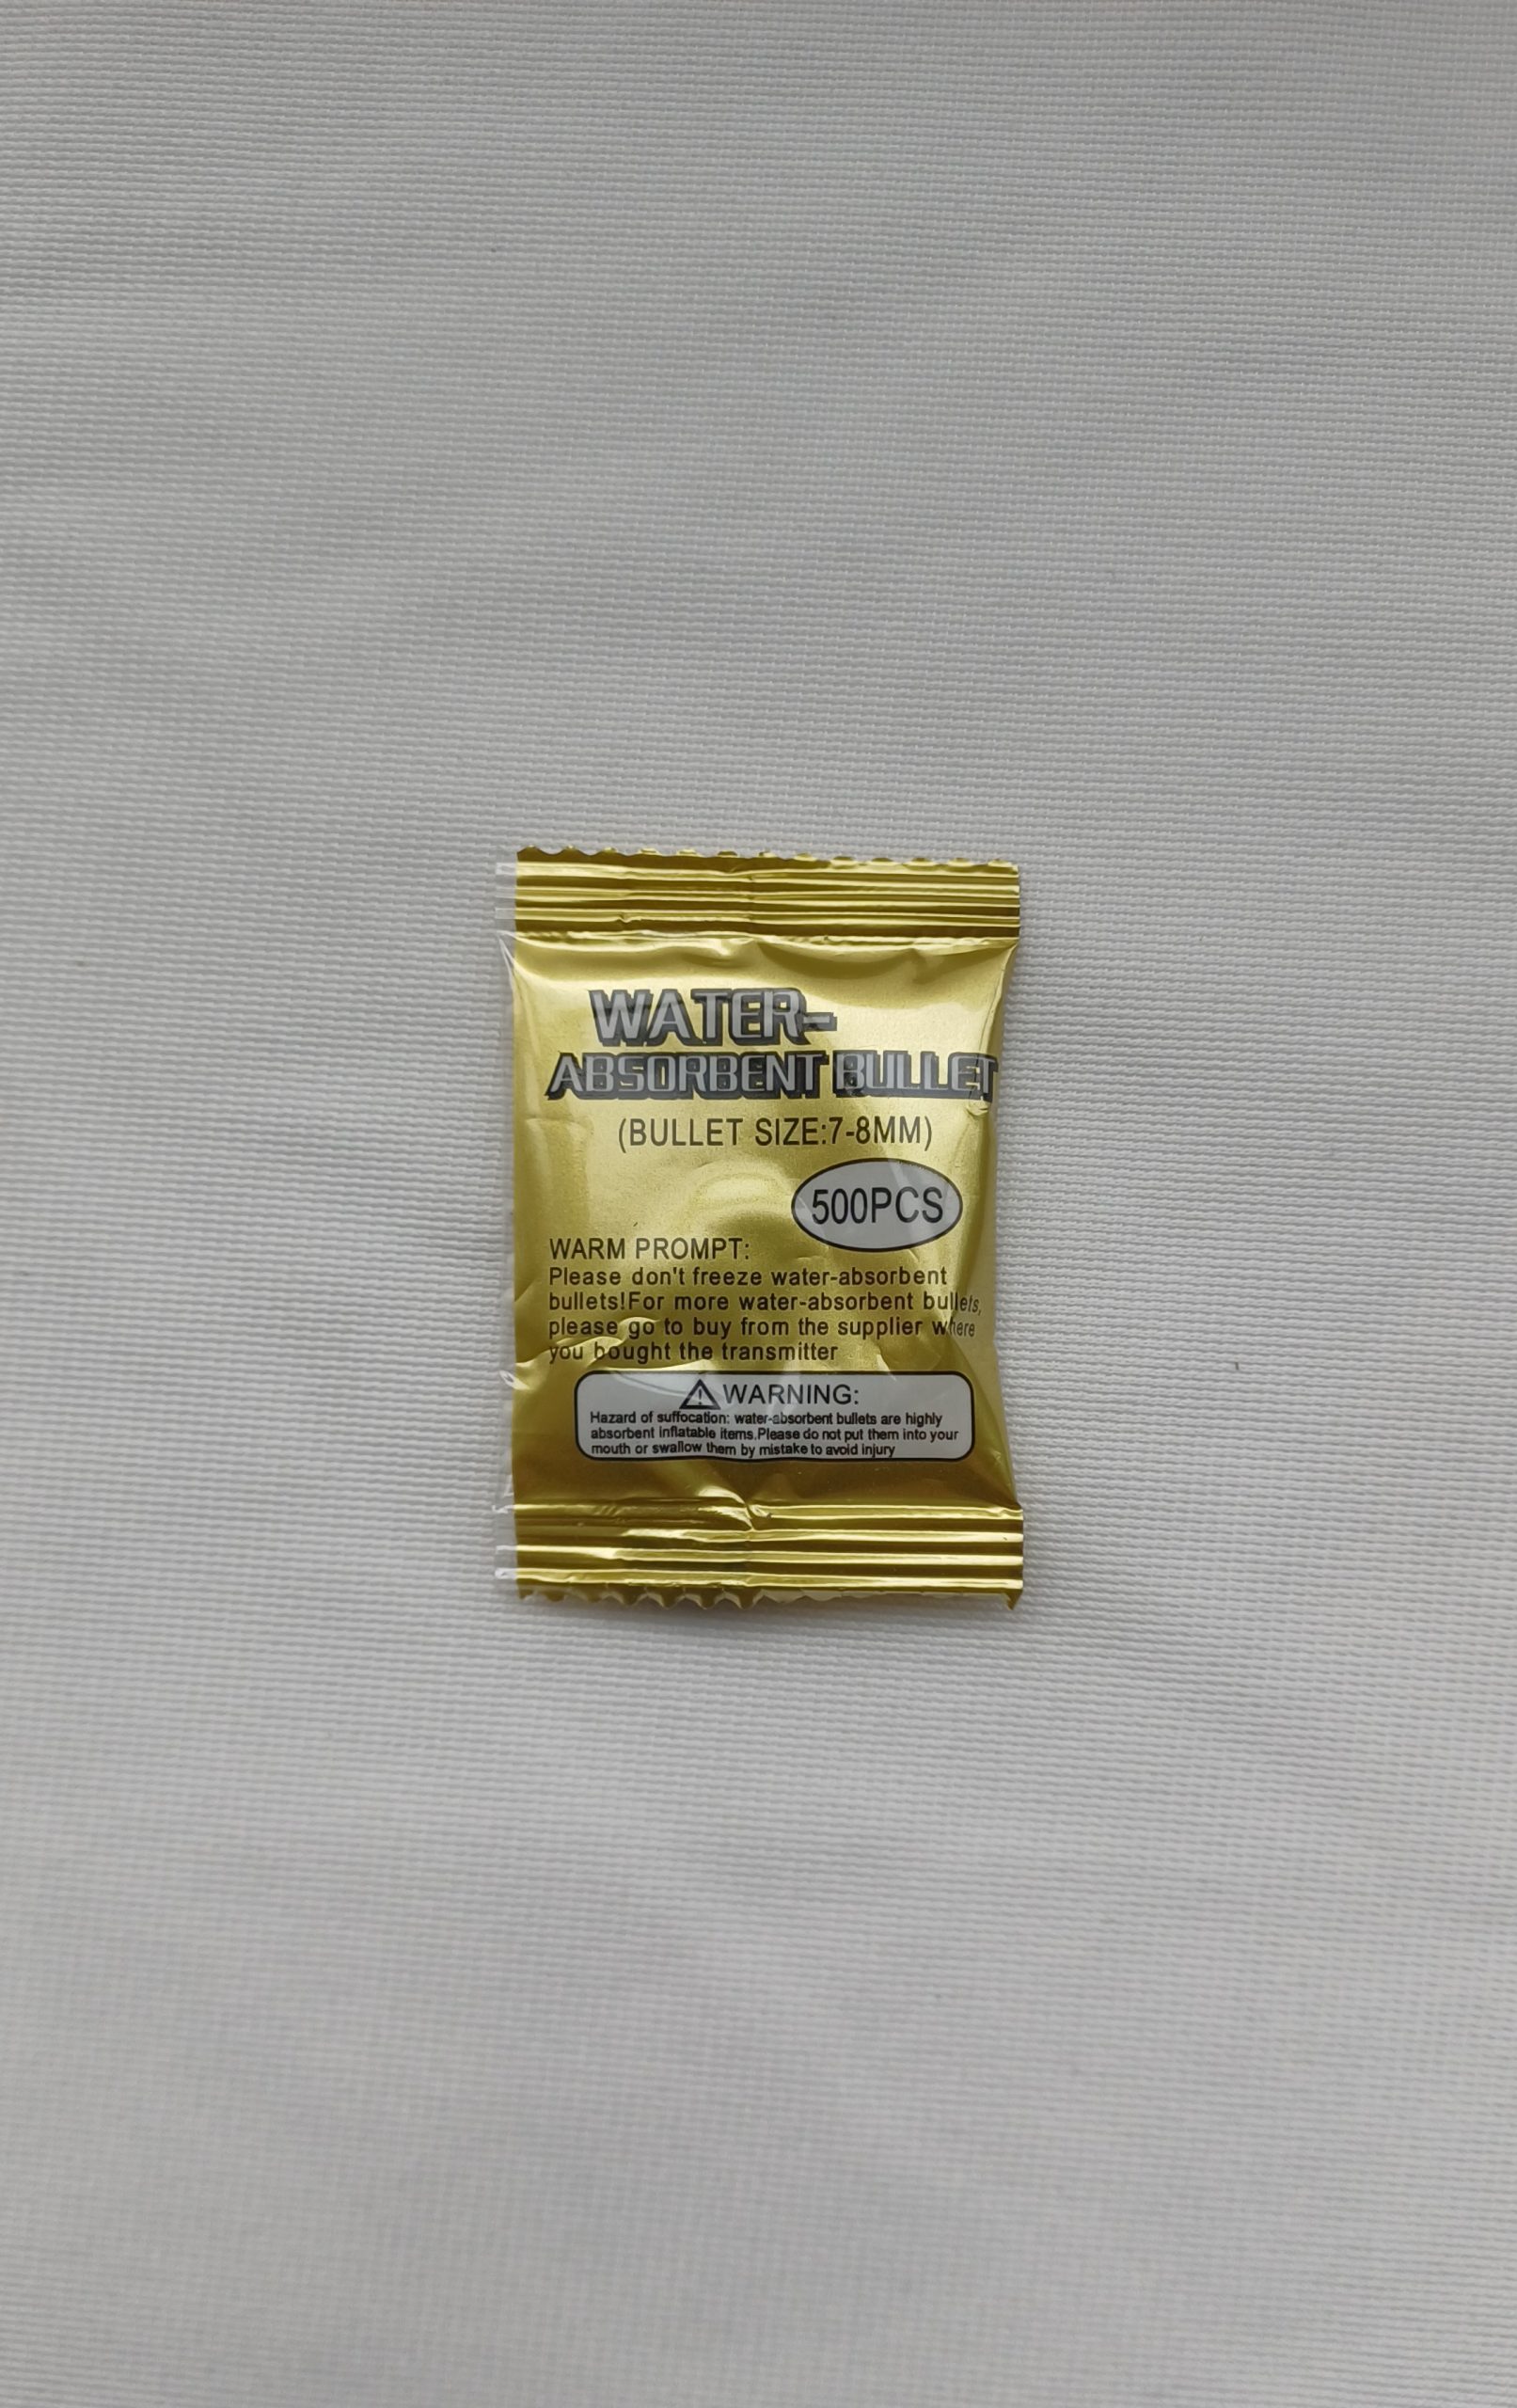 WATER-
ABSORBENT BULLET
(BULLET SIZE:7-8MM)
500PCS
WARM PROMPT:
Please don't freeze water-absorbent
bullets!For more water-absorbent bullets,
please go to buy from the supplier where
you bought the transmitter
WARNING:
Hazard of suffocation: water-absorbent bullets are highly
absorbent inflatable items,Please do not put them into your
mouth or swallow them by mistake to avoid injury